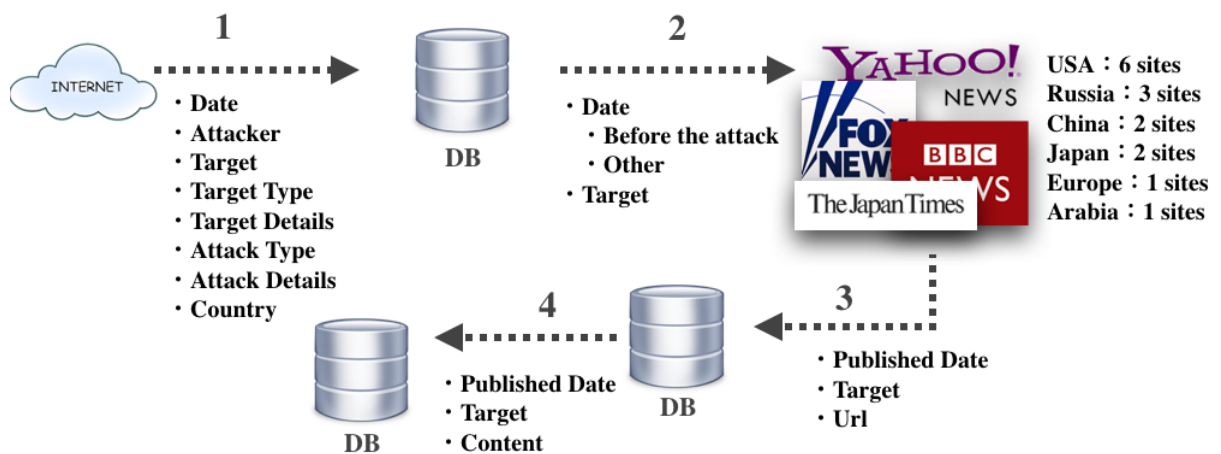 1
INTERNET
・Date
・Attacker
・Target
・Target Type
・Target Details
・Attack Type
・Attack Details
・Country
DB
2
・Date
・Before the attack
・Other
・Target
YAHOO!
NEWS
FOX
NEWS
BBC
NEWS
The Japan Times
USA：6 sites
Russia：3 sites
China：2 sites
Japan：2 sites
Europe：1 sites
Arabia：1 sites
3
・Published Date
・Target
・Url
DB
4
・Published Date
・Target
・Content
DB